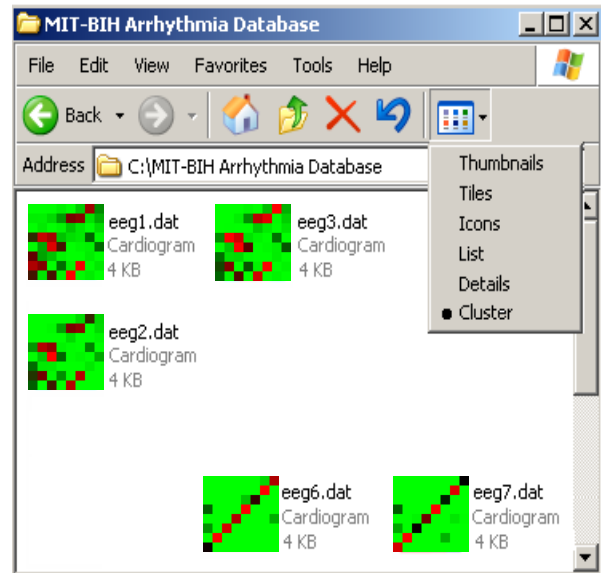 MIT-BIH Arrhythmia Database
File Edit View Favorites Tools Help
Back
Address C:\MIT-BIH Arrhythmia Database
Thumbnails
Tiles
Icons
List
Details
Cluster
eeg1.dat
Cardiogram
4 KB
eeg3.dat
Cardiogram
4 KB
eeg2.dat
Cardiogram
4 KB
eeg6.dat
Cardiogram
4 KB
eeg7.dat
Cardiogram
4 KB